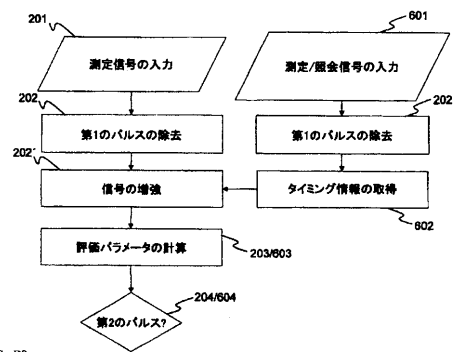 201
測定信号の入力
601
測定/照会信号の入力
202
第1のパルスの除去
202
第1のパルスの除去
202'
信号の増強
タイミング情報の取得
602
評価パラメータの計算
203/603
204/604
第2のパルス?